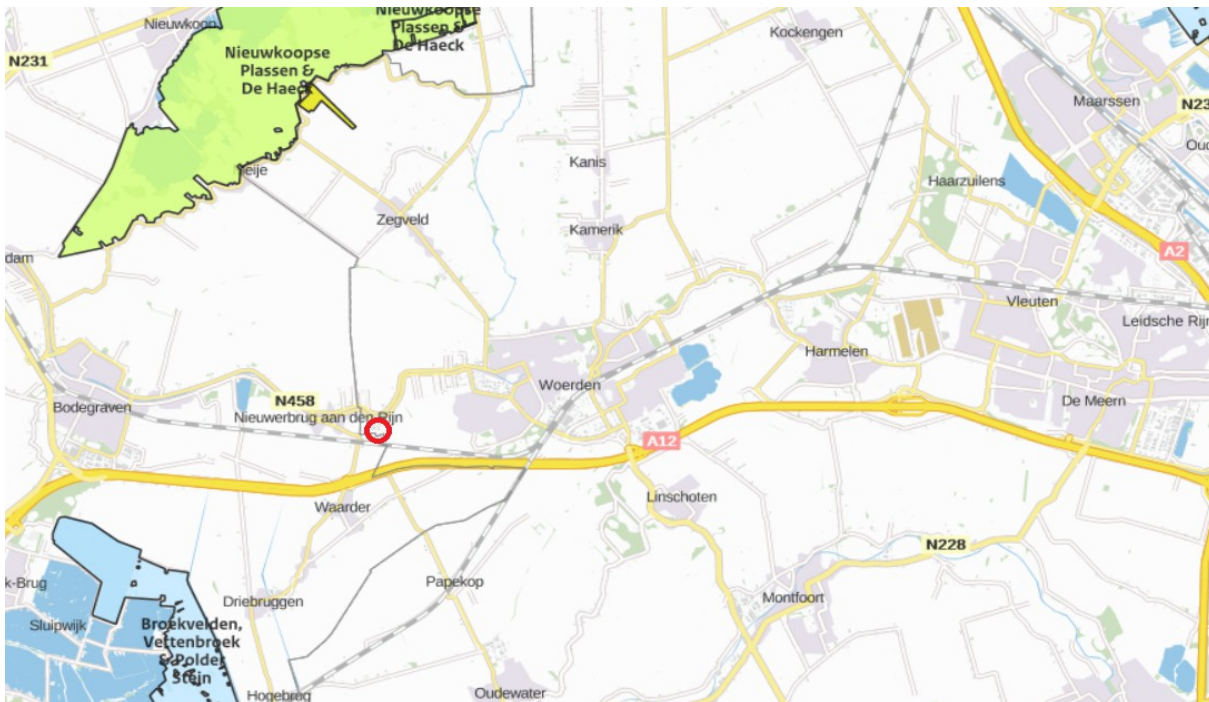 Nieuwkoop
Nieuwkoopse
Plassen &
De Haeck
Nieuwkoopse
Plassen &
De Haeck
N231
Kockengen
Maarssen
N23
Kanis
Haarzuilens
Zegveld
Kamerik
A2
Vleuten
Leidsche Rijn
Harmelen
Woerden
N458
Bodegraven
Nieuwerbrug aan den Rijn
De Meern
A12
Linschoten
Waarder
N228
k-Brug
Papekop
Driebruggen
Montfoort
Sluipwijk
Broekvelden,
Vettenbroek
& Polder
Stein
Hogebrug
Oudewater